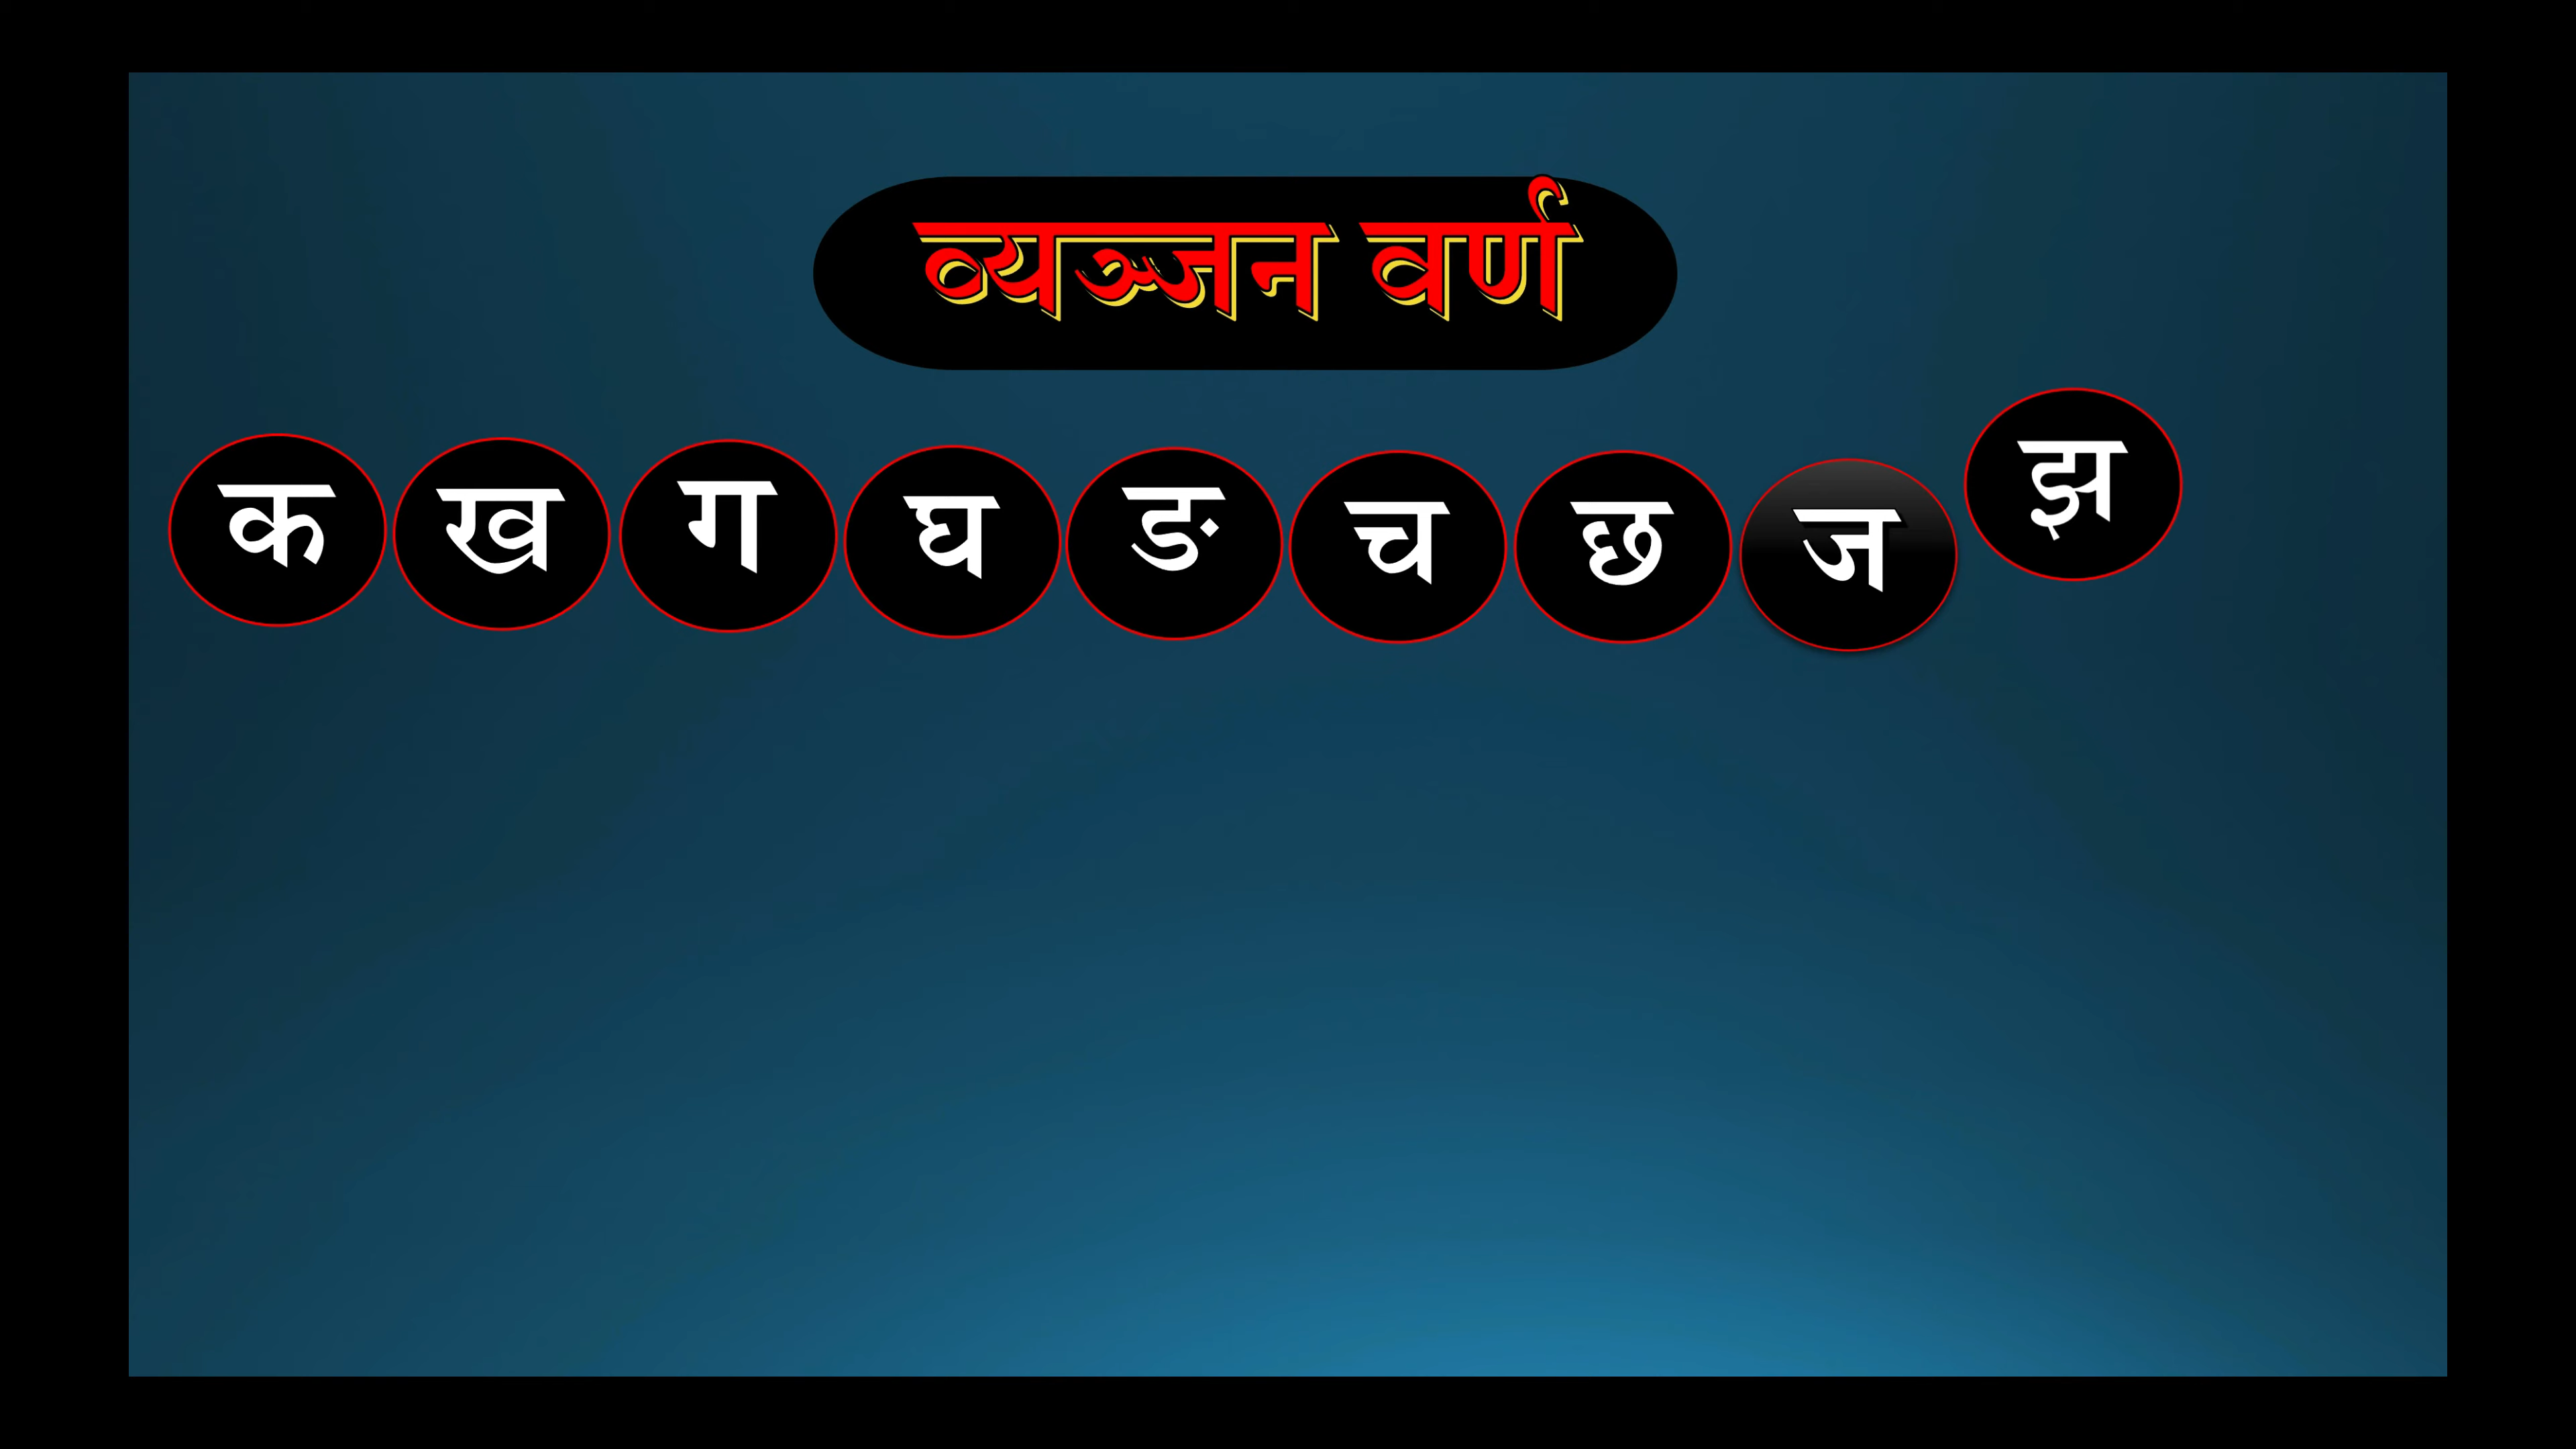 व्यञ्जन वर्ण
क ख ग घ ङ च छ ज झ